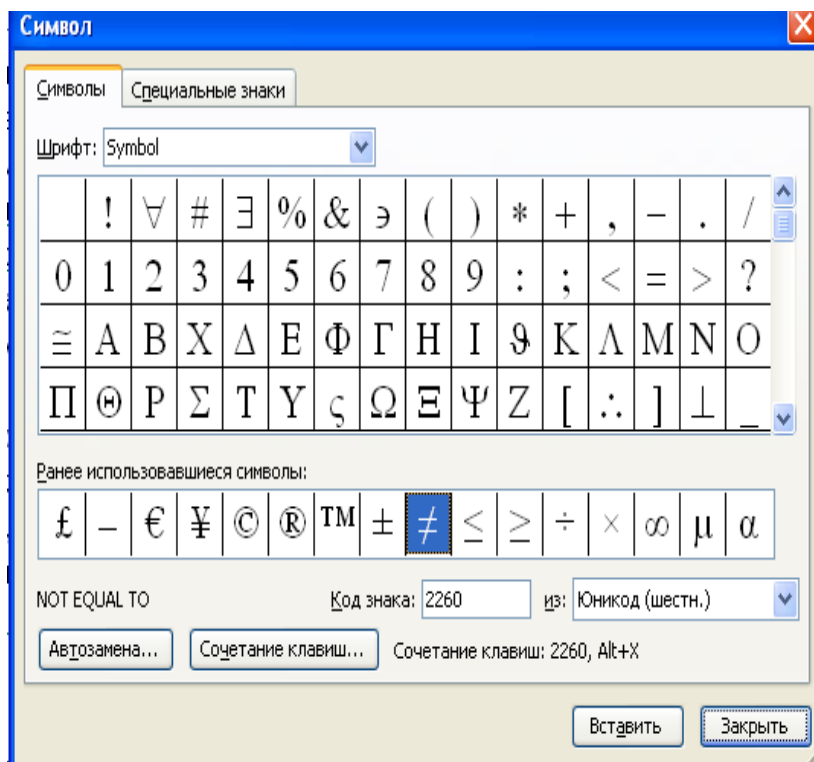 Символ
Символы Специальные знаки
Шрифт: Symbol
! ∀ # ∃ % & ∍ ( ) ∗ + , − . /
0 1 2 3 4 5 6 7 8 9 : ; < = > ?
≅ Α Β Χ Δ Ε Φ Γ Η Ι ϑ Κ Λ Μ Ν Ο
Π Θ Ρ Σ Τ Υ ς Ω Ξ Ψ Ζ [ ∴ ] ⊥ _
Ранее использовавшиеся символы:
£ – € ¥ © ® ™ ± ≠ ≤ ≥ ÷ × ∞ µ α
NOT EQUAL TO Код знака: 2260 из: Юникод (шестн.)
Автозамена... Сочетание клавиш... Сочетание клавиш: 2260, Alt+X
Вставить Закрыть